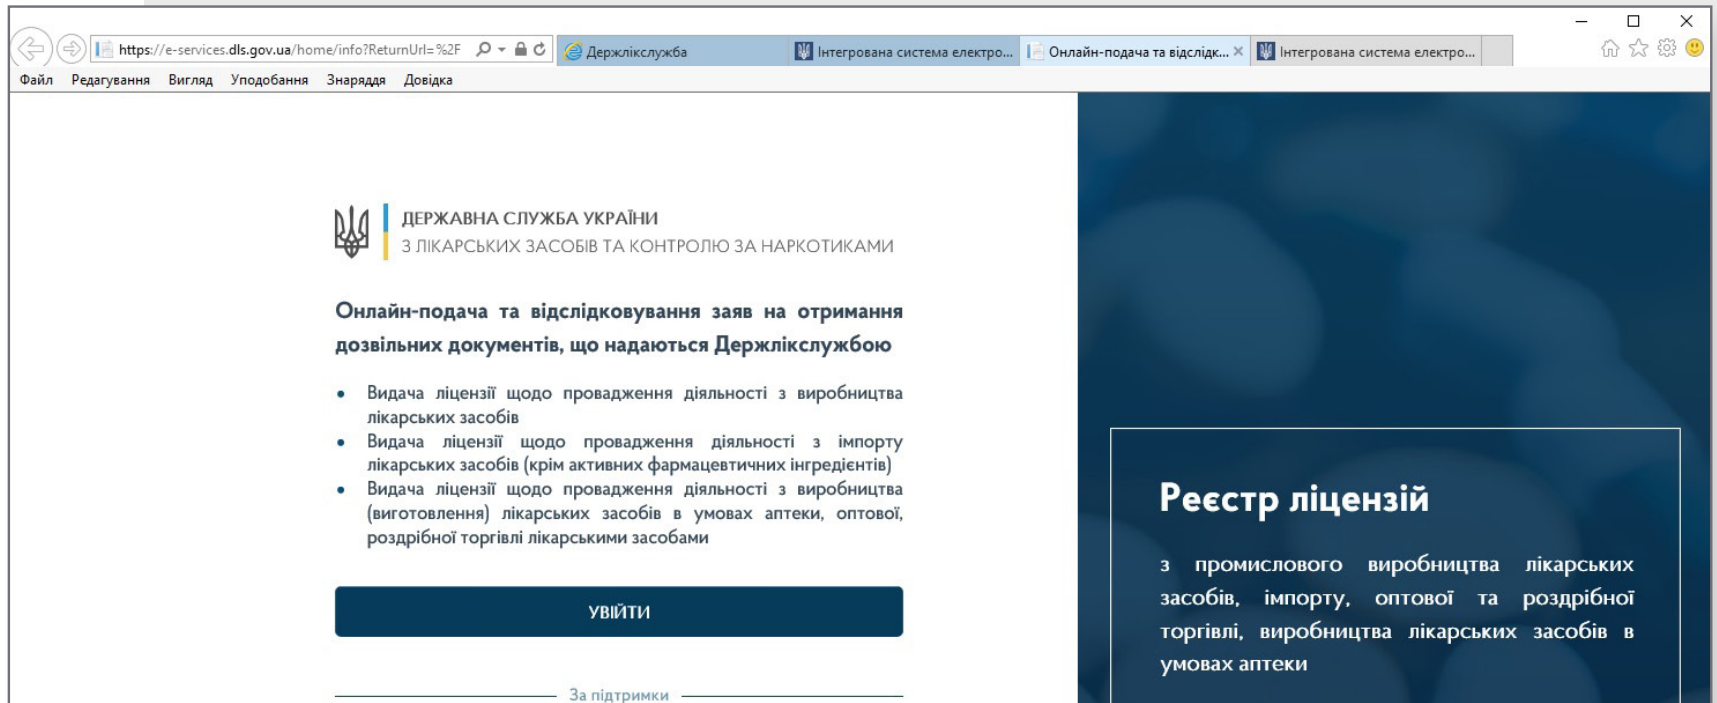 https://e-services.dls.gov.ua/home/info?ReturnUrl=%2F
Держлікслужба
Інтегрована система електро...
Онлайн-подача та відслідк...
Інтегрована система електро...
Файл Редагування Вигляд Уподобання Знаряддя Довідка
ДЕРЖАВНА СЛУЖБА УКРАЇНИ
З ЛІКАРСЬКИХ ЗАСОБІВ ТА КОНТРОЛЮ ЗА НАРКОТИКАМИ
Онлайн-подача та відслідковування заяв на отримання
дозвільних документів, що надаються Держлікслужбою
• Видача ліцензії щодо провадження діяльності з виробництва
лікарських засобів
• Видача ліцензії щодо провадження діяльності з імпорту
лікарських засобів (крім активних фармацевтичних інгредієнтів)
• Видача ліцензії щодо провадження діяльності з виробництва
(виготовлення) лікарських засобів в умовах аптеки, оптової,
роздрібної торгівлі лікарськими засобами
УВІЙТИ
За підтримки
Реєстр ліцензій
з промислового виробництва лікарських
засобів, імпорту, оптової та роздрібної
торгівлі, виробництва лікарських засобів в
умовах аптеки